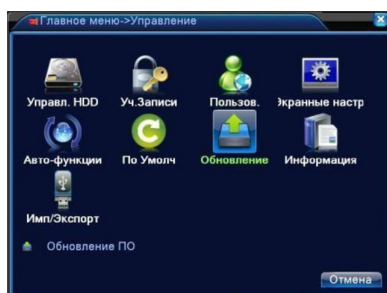 Главное меню->Управление
Управл. HDD Уч.Записи Пользов. Экранные настр
Авто-функции По Умолч Обновление Информация
Имп/Экспорт
Обновление ПО
Отмена